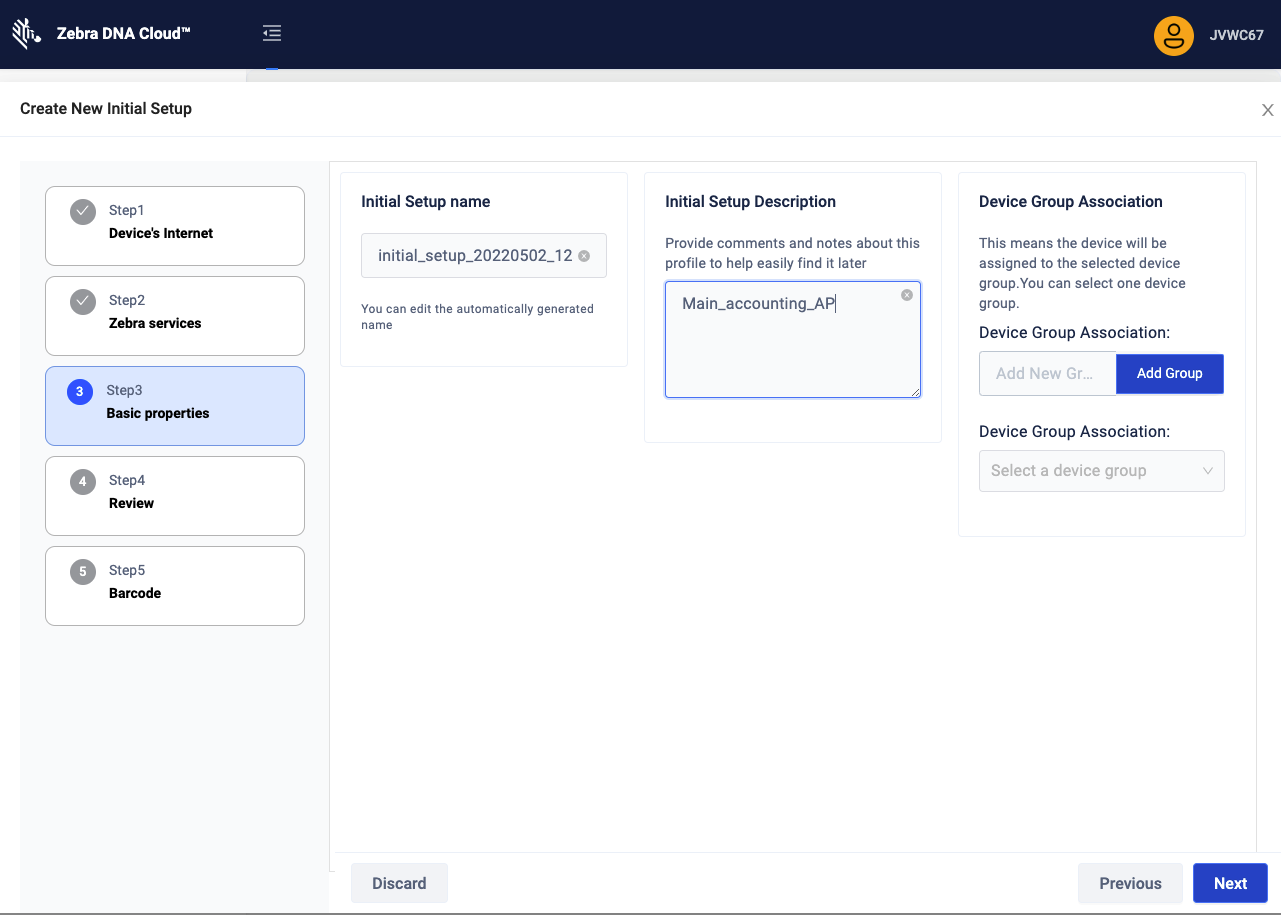 Zebra DNA Cloud™
JVWC67
Create New Initial Setup
X
Step1
Device's Internet
Step2
Zebra services
3
Step3
Basic properties
4
Step4
Review
5
Step5
Barcode
Initial Setup name
initial_setup_20220502_12
You can edit the automatically generated
name
Initial Setup Description
Provide comments and notes about this
profile to help easily find it later
Main_accounting_AP
Device Group Association
This means the device will be
assigned to the selected device
group.You can select one device
group.
Device Group Association:
Add New Gr...
Add Group
Device Group Association:
Select a device group
Discard
Previous
Next